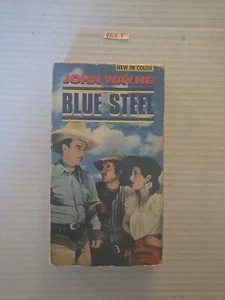 NEW IN COLOR
JOHN WAYNE
BLUE STEEL